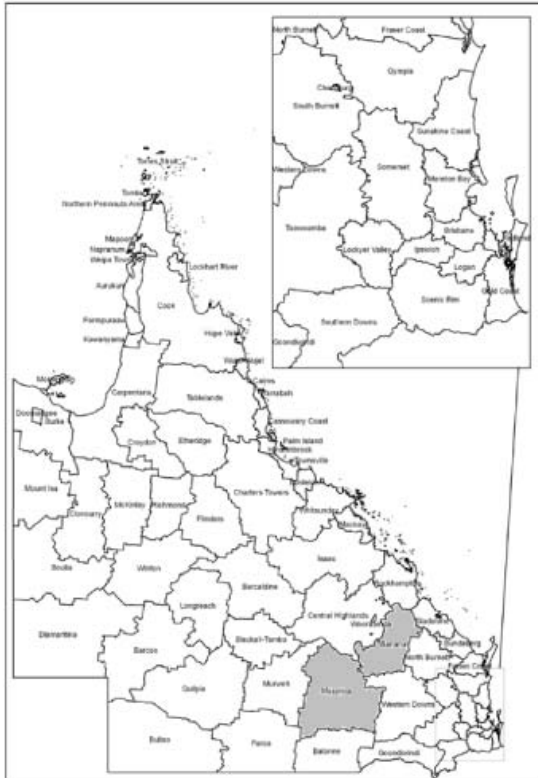 North Burnett
Fraser Coast
Gympie
Cherbourg
South Burnett
Sunshine Coast
Western Downs
Somerset
Moreton Bay
Toowoomba
Brisbane
Lockyer Valley
Ipswich
Redland
Logan
Scenic Rim
Gold Coast
Southern Downs
Goondiwindi
Torres Strait
Torres
Northern Peninsula Area
Mapoon
Napranum
Weipa Town
Lockhart River
Aurukun
Cook
Pormpuraaw
Hope Vale
Kowanyama
Wujal Wujal
Mornington
Cairns
Yarrabah
Carpentaria
Tablelands
Doomadgee
Burke
Cassowary Coast
Croydon
Etheridge
Palm Island
Hinchinbrook
Townsville
Mount Isa
Charters Towers
Burdekin
Cloncurry
McKinlay
Richmond
Flinders
Whitsunday
Mackay
Isaac
Boulia
Winton
Barcaldine
Rockhampton
Longreach
Central Highlands
Woorabinda
Gladstone
Diamantina
Blackall-Tambo
Banana
Bundaberg
Barcoo
North Burnett
Fraser Coast
Quilpie
Murweh
Maranoa
Western Downs
Bulloo
Paroo
Balonne
Goondiwindi